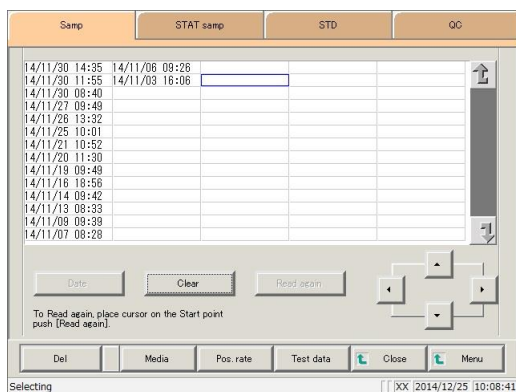 Samp STAT samp STD QC
14/11/30 14:35 14/11/06 09:26
14/11/30 11:55 14/11/03 16:06
14/11/30 08:40
14/11/27 09:49
14/11/26 13:32
14/11/25 10:01
14/11/21 10:52
14/11/20 11:30
14/11/19 09:49
14/11/16 18:56
14/11/14 09:42
14/11/13 08:33
14/11/09 09:39
14/11/07 08:28
Date Clear Read again
To Read again, place cursor on the Start point
push [Read again].
Del Media Pos. rate Test data Close Menu
Selecting XX 2014/12/25 10:08:41